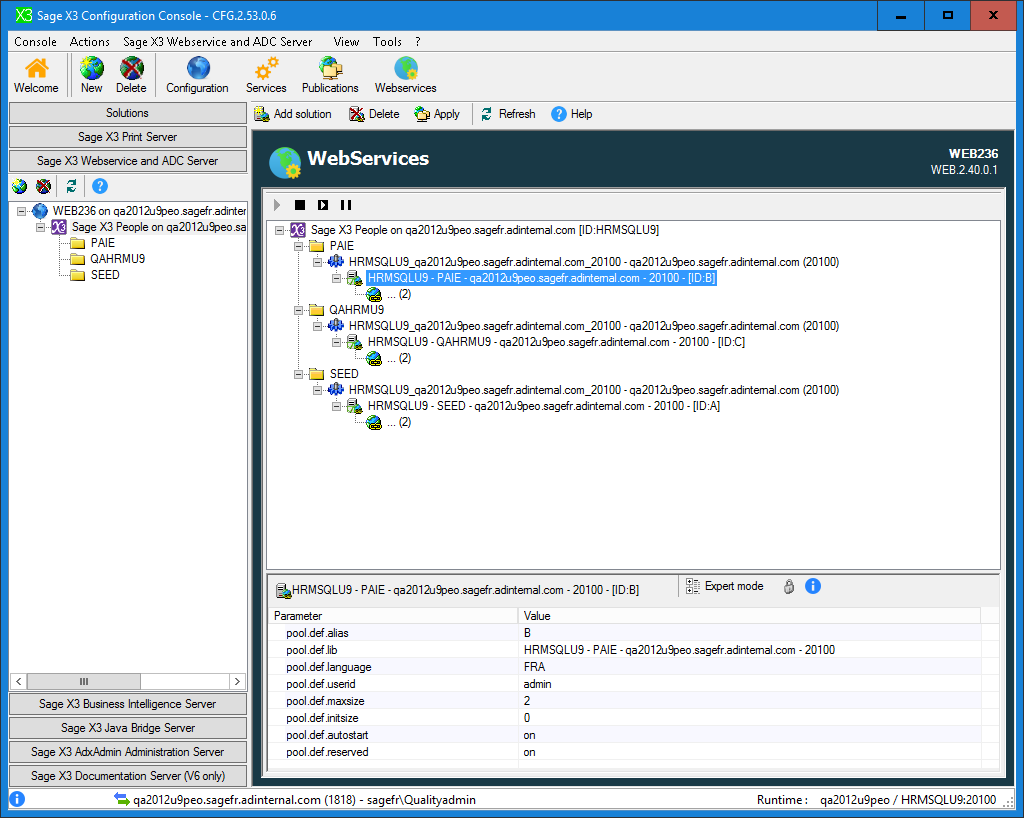 X3 Sage X3 Configuration Console - CFG.2.53.0.6
Console Actions Sage X3 Webservice and ADC Server View Tools ?
Welcome New Delete Configuration Services Publications Webservices
Solutions
Sage X3 Print Server
Sage X3 Webservice and ADC Server
WEB236 on qa2012u9peo.sagefr.adinter
Sage X3 People on qa2012u9peo.sagefr.sa
PAIE
QAHRMU9
SEED
Sage X3 Business Intelligence Server
Sage X3 Java Bridge Server
Sage X3 AdxAdmin Administration Server
Sage X3 Documentation Server (V6 only)
Add solution Delete Apply Refresh ? Help
WebServices
WEB236
WEB.2.40.0.1
Sage X3 People on qa2012u9peo.sagefr.adinternal.com [ID:HRMSQLU9]
PAIE
HRMSQLU9_qa2012u9peo.sagefr.adinternal.com_20100 - qa2012u9peo.sagefr.adinternal.com (20100)
HRMSQLU9 - PAIE - qa2012u9peo.sagefr.adinternal.com - 20100 - [ID:B]
... (2)
QAHRMU9
HRMSQLU9_qa2012u9peo.sagefr.adinternal.com_20100 - qa2012u9peo.sagefr.adinternal.com (20100)
HRMSQLU9 - QAHRMU9 - qa2012u9peo.sagefr.adinternal.com - 20100 - [ID:C]
... (2)
SEED
HRMSQLU9_qa2012u9peo.sagefr.adinternal.com_20100 - qa2012u9peo.sagefr.adinternal.com (20100)
HRMSQLU9 - SEED - qa2012u9peo.sagefr.adinternal.com - 20100 - [ID:A]
... (2)
HRMSQLU9 - PAIE - qa2012u9peo.sagefr.adinternal.com - 20100 - [ID:B] Expert mode
Parameter Value
pool.def.alias B
pool.def.lib HRMSQLU9 - PAIE - qa2012u9peo.sagefr.adinternal.com - 20100
pool.def.language FRA
pool.def.userid admin
pool.def.maxsize 2
pool.def.initsize 0
pool.def.autostart on
pool.def.reserved on
qa2012u9peo.sagefr.adinternal.com (1818) - sagefr\Qualityadmin Runtime : qa2012u9peo / HRMSQLU9:20100